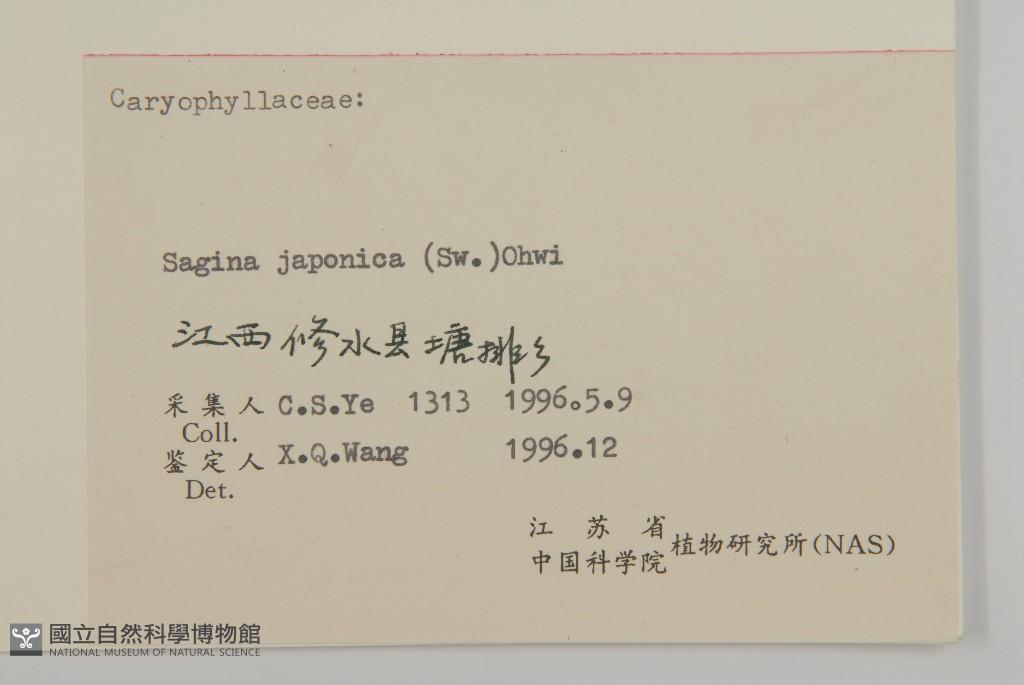 Caryophyllaceae:
Sagina japonica (Sw.)Ohwi
江西修水县塘排乡
采集人 C.S.Ye 1313 1996.5.9
Coll.
鉴定人 X.Q.Wang 1996.12
Det.
江苏省
中国科学院 植物研究所(NAS)
國立自然科學博物館
NATIONAL MUSEUM OF NATURAL SCIENCE